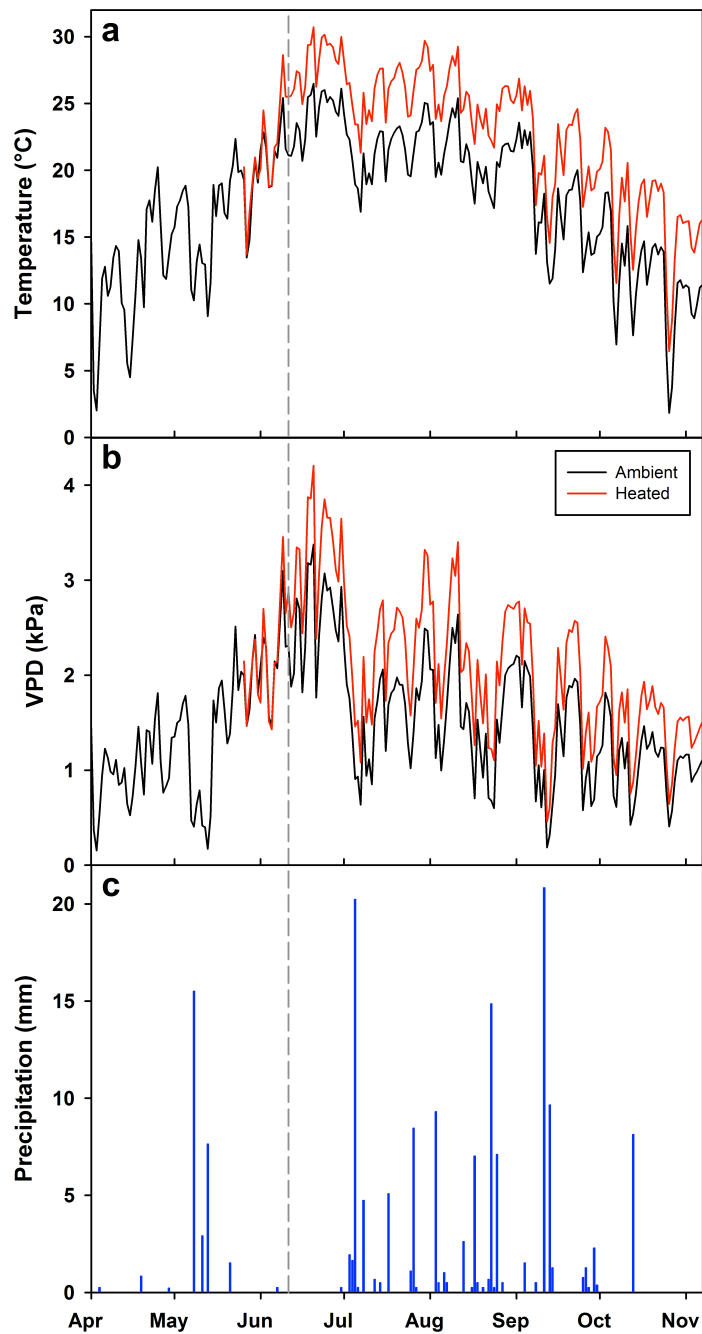 a
30
25
20
15
10
5
0
Temperature (°C)
b
4
3
2
1
0
VPD (kPa)
Ambient
Heated
c
20
15
10
5
0
Precipitation (mm)
Apr May Jun Jul Aug Sep Oct Nov